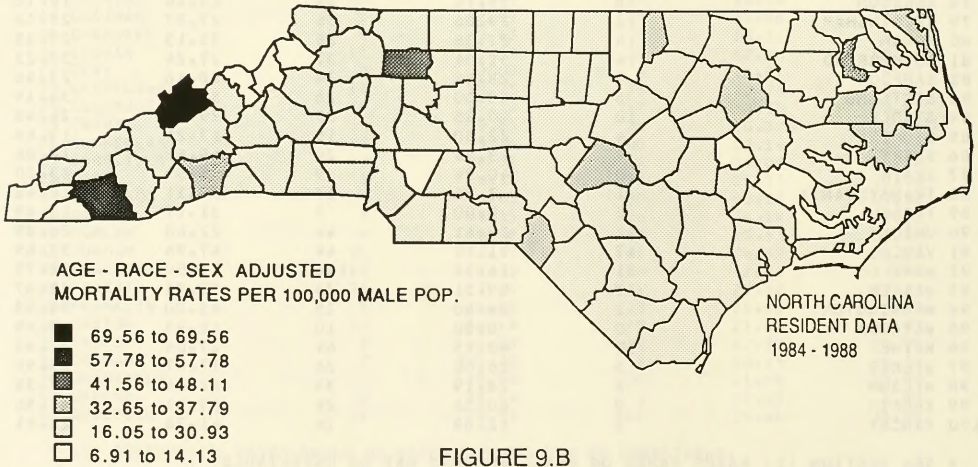 AGE - RACE - SEX ADJUSTED
MORTALITY RATES PER 100,000 MALE POP.
69.56 to 69.56
57.78 to 57.78
41.56 to 48.11
32.65 to 37.79
16.05 to 30.93
6.91 to 14.13
NORTH CAROLINA
RESIDENT DATA
1984 - 1988
FIGURE 9.B